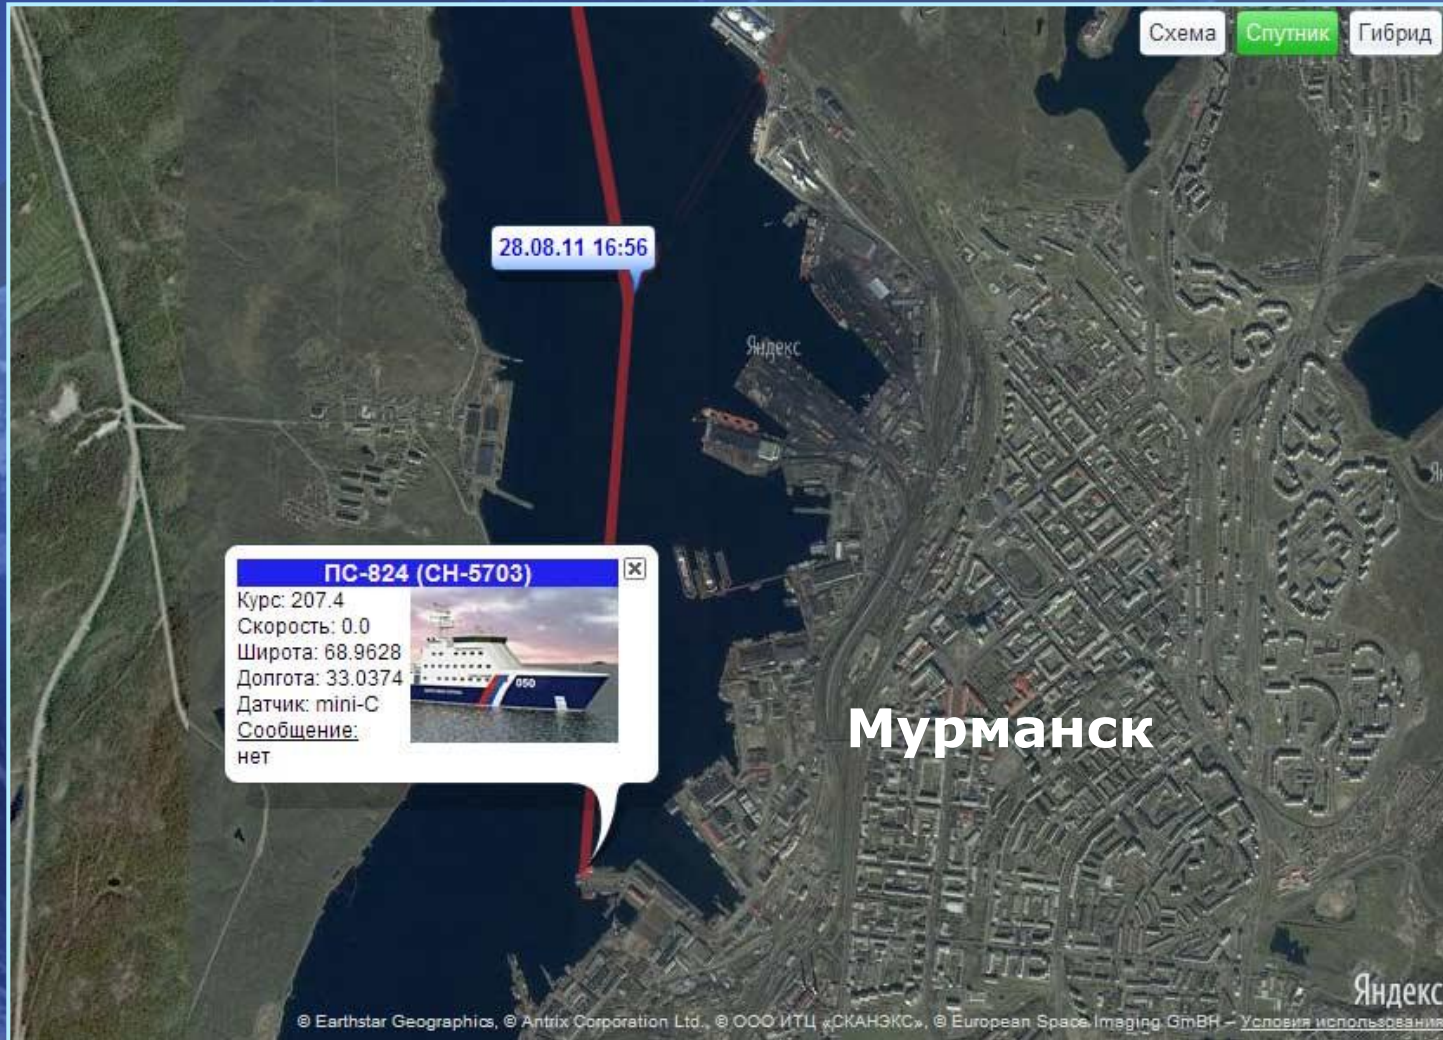 Схема Спутник Гибрид
28.08.11 16:56
Яндекс
ПС-824 (СН-5703)
Курс: 207.4
Скорость: 0.0
Широта: 68.9628
Долгота: 33.0374
Датчик: mini-C
Сообщение:
нет
050
Мурманск
Яндекс
© Earthstar Geographics, © Antrix Corporation Ltd., © ООО ИТЦ «СКАНЭКС», © European Space Imaging GmBH – Условия использования